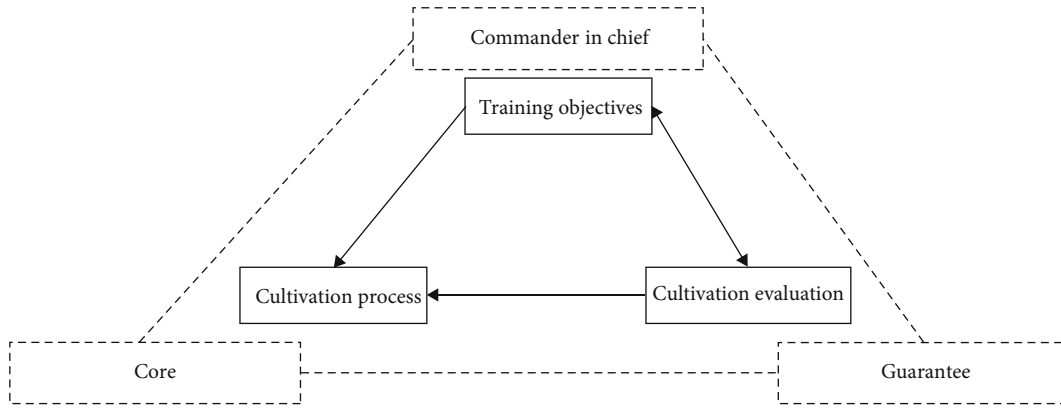 Commander in chief
Training objectives
Cultivation process
Cultivation evaluation
Core
Guarantee